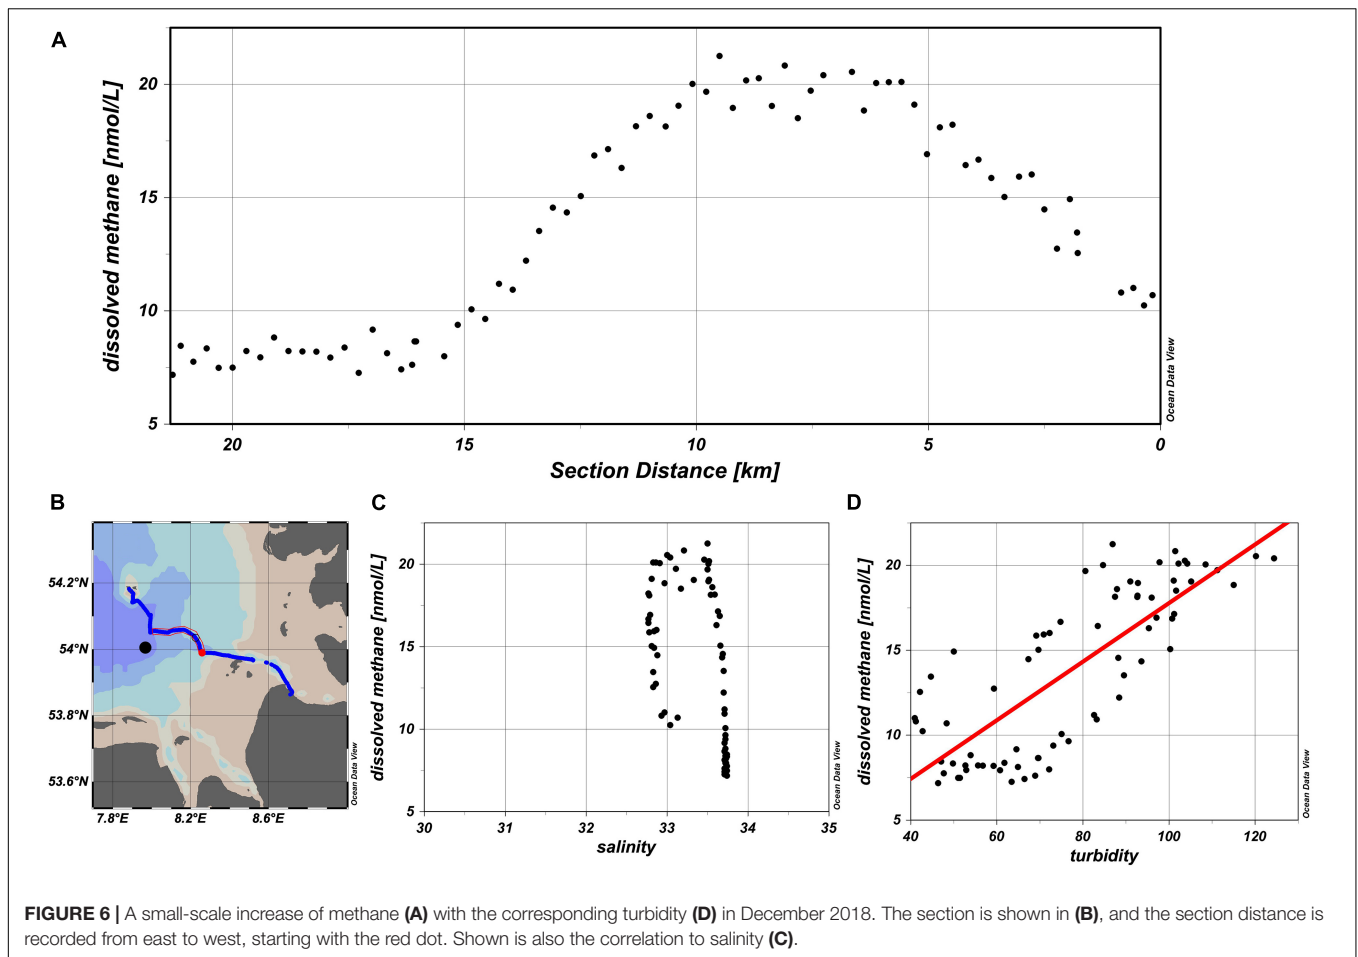 A
dissolved methane [nmol/L]
20
15
10
5
20
15
10
5
0
Section Distance [km]
Ocean Data View
B
54.2°N
54°N
53.8°N
53.6°N
7.8°E
8.2°E
8.6°E
Ocean Data View
C
dissolved methane [nmol/L]
20
15
10
5
30
31
32
33
34
35
salinity
Ocean Data View
D
dissolved methane [nmol/L]
20
15
10
5
40
60
80
100
120
turbidity
Ocean Data View
FIGURE 6 | A small-scale increase of methane (A) with the corresponding turbidity (D) in December 2018. The section is shown in (B), and the section distance is
recorded from east to west, starting with the red dot. Shown is also the correlation to salinity (C).